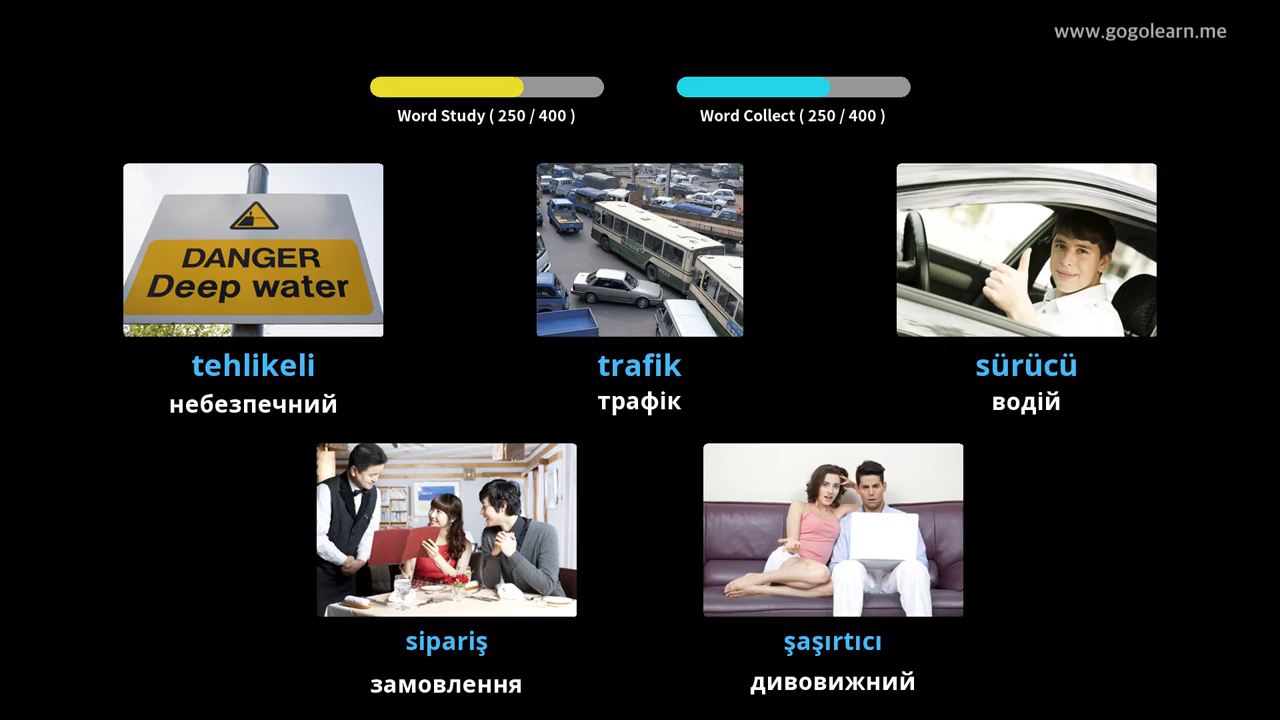 www.gogolearn.me
Word Study ( 250 / 400 )
Word Collect ( 250 / 400 )
DANGER
Deep water
tehlikeli
небезпечний
trafik
трафік
sürücü
водій
sipariş
замовлення
şaşırtıcı
дивовижний